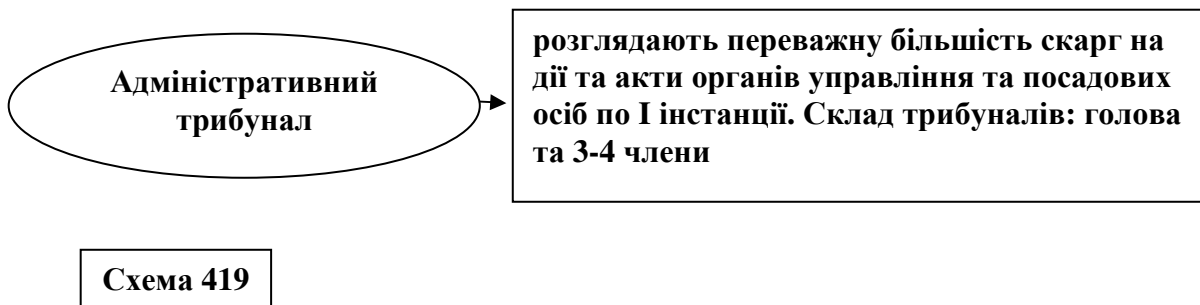 Адміністративний
трибунал
розглядають переважну більшість скарг на
дії та акти органів управління та посадових
осіб по І інстанції. Склад трибуналів: голова
та 3-4 члени
Схема 419